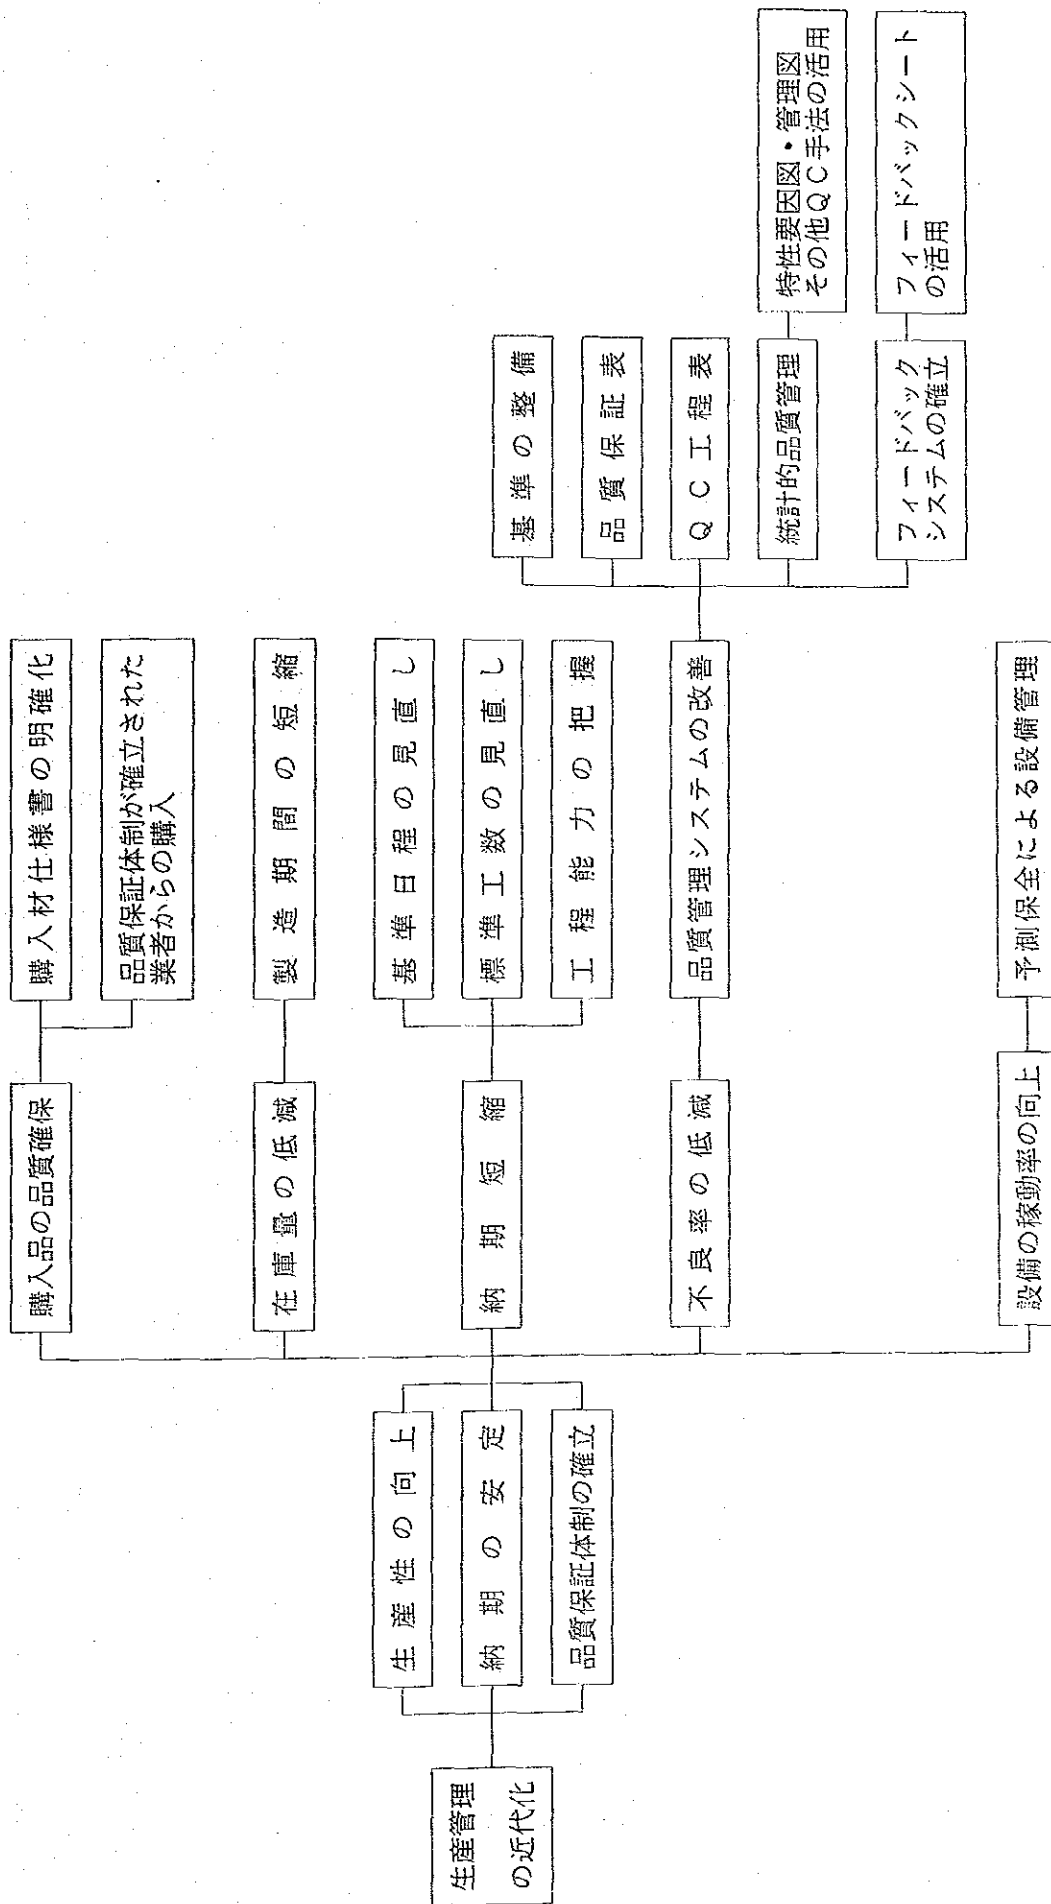 生産管理
の近代化
生産性の向上
納期の安定
品質保証体制の確立
購入品の品質確保
在庫量の低減
納期短縮
不良率の低減
設備の稼動率の向上
購入材仕様書の明確化
品質保証体制が確立された
業者からの購入
製造期間の短縮
基準日程の見直し
標準工数の見直し
工程能力の把握
品質管理システムの改善
予測保全による設備管理
基準の整備
品質保証表
QC工程表
統計的品質管理
フィードバック
システムの確立
特性要因図・管理図
その他QC手法の活用
フィードバックシート
の活用